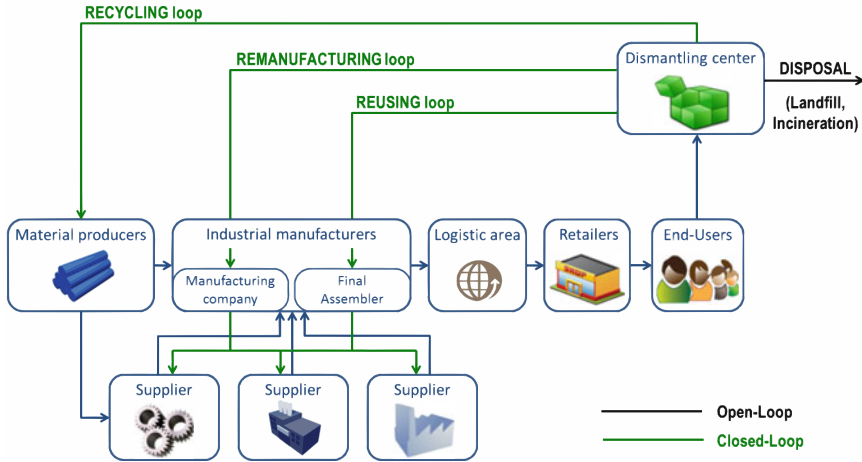 RECYCLING loop
REMANUFACTURING loop
REUSING loop
Dismantling center
DISPOSAL
(Landfill,
Incineration)
Material producers
Industrial manufacturers
Manufacturing
company
Final
Assembler
Logistic area
Retailers
SHOP
End-Users
Supplier
Supplier
Supplier
Open-Loop
Closed-Loop